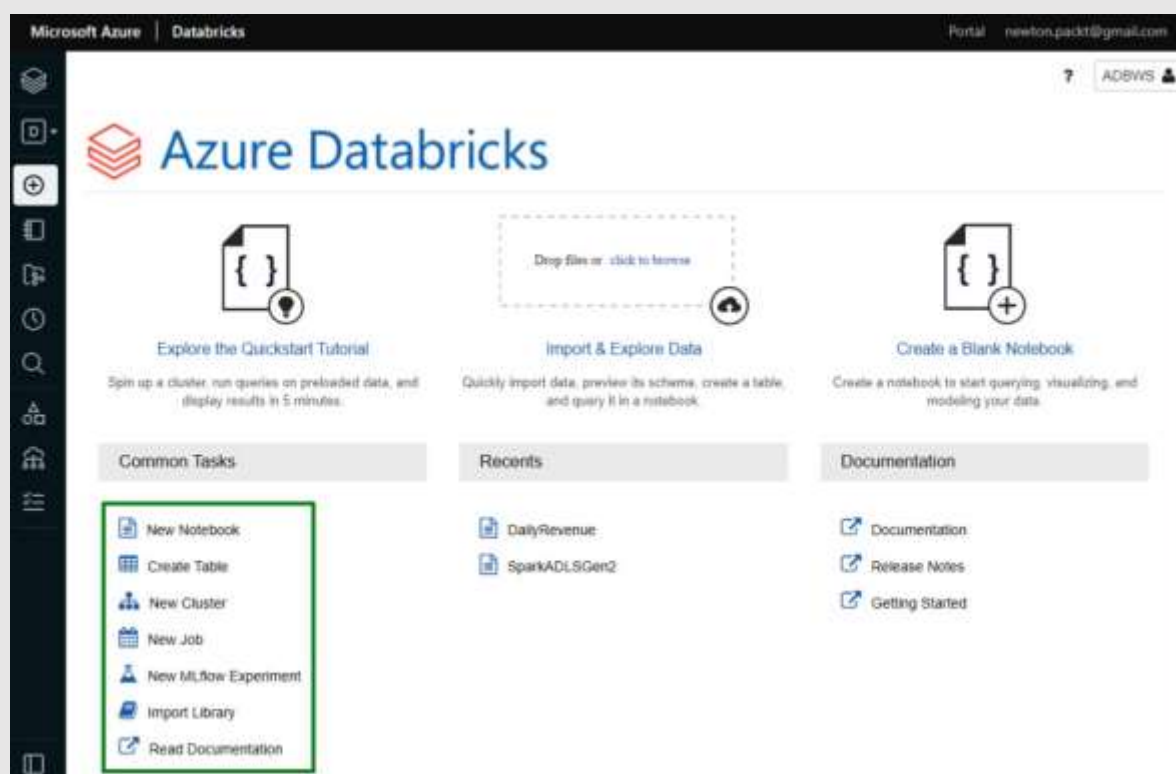 Microsoft Azure | Databricks Portal newton.packt@gmail.com
? ADBWS
D
Azure Databricks
{ } Drop files or click to browse { }
Explore the Quickstart Tutorial Import & Explore Data Create a Blank Notebook
Spin up a cluster, run queries on preloaded data, and Quickly import data, preview its schema, create a table, Create a notebook to start querying, visualizing, and
display results in 5 minutes. and query it in a notebook. modeling your data.
Common Tasks Recents Documentation
New Notebook DailyRevenue Documentation
Create Table SparkADLSGen2 Release Notes
New Cluster Getting Started
New Job
New MLflow Experiment
Import Library
Read Documentation